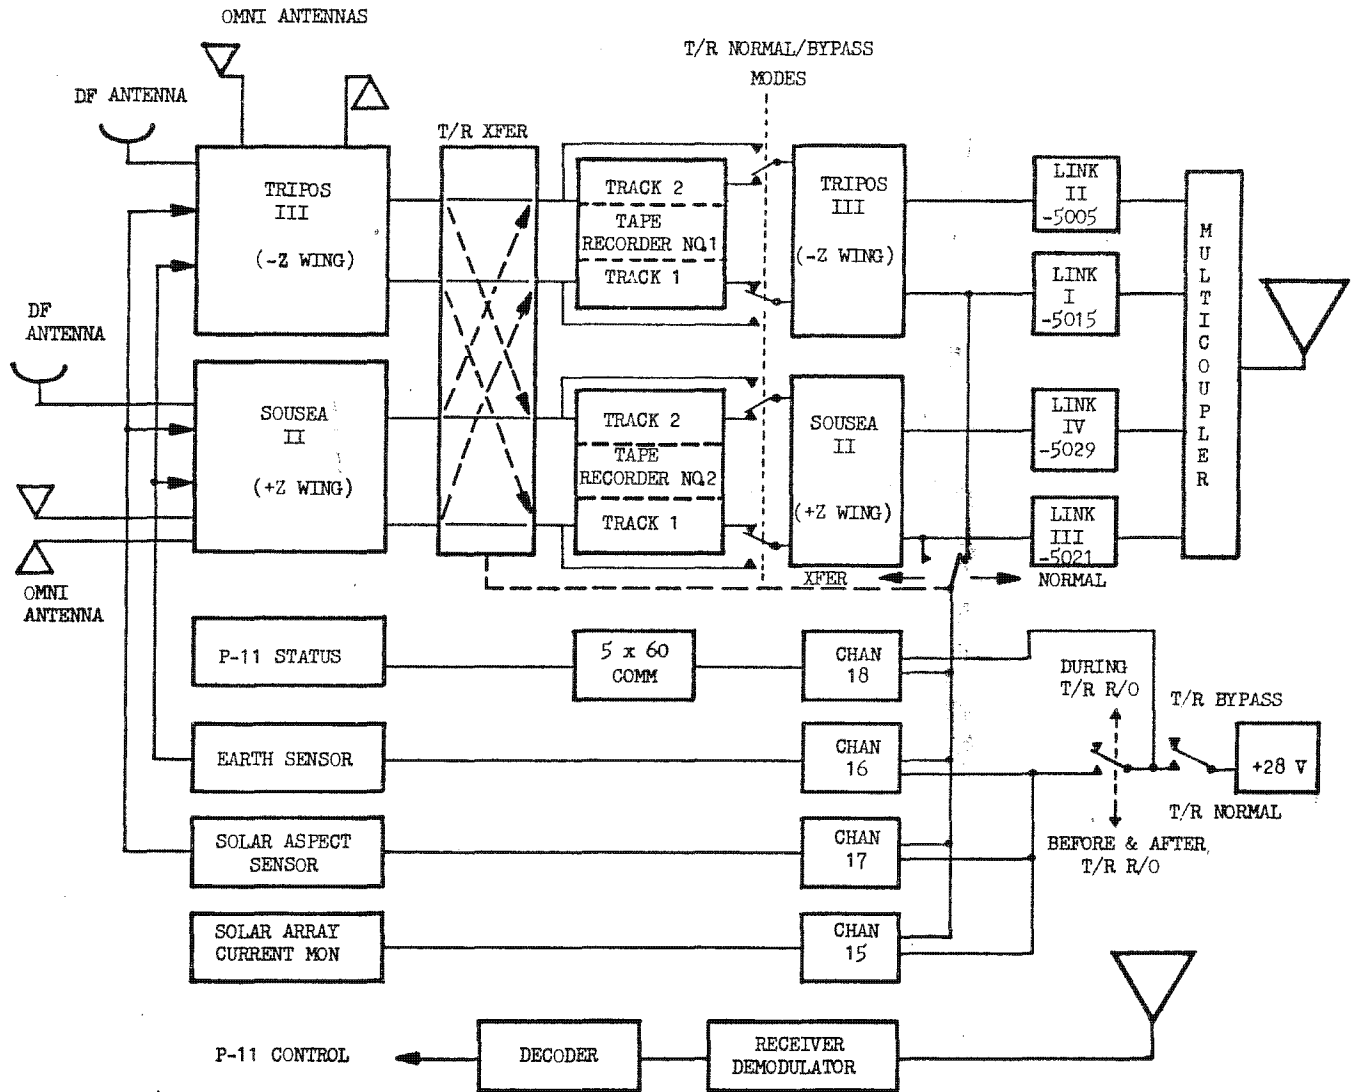 OMNI ANTENNAS
T/R NORMAL/BYPASS
MODES
DF ANTENNA
T/R XFER
TRIPOS
III
(-Z WING)
TRACK 2
TAPE
RECORDER NO.1
TRACK 1
TRIPOS
III
(-Z WING)
LINK
II
-5005
LINK
I
-5015
MULTICOUPLER
DF
ANTENNA
SOUSEA
II
(+Z WING)
TRACK 2
TAPE
RECORDER NO.2
TRACK 1
SOUSEA
II
(+Z WING)
LINK
IV
-5029
LINK
III
-5021
OMNI
ANTENNA
XFER
NORMAL
P-11 STATUS
5 x 60
COMM
CHAN
18
DURING
T/R R/O
T/R BYPASS
EARTH SENSOR
CHAN
16
+28 V
T/R NORMAL
SOLAR ASPECT
SENSOR
CHAN
17
BEFORE & AFTER
T/R R/O
SOLAR ARRAY
CURRENT MON
CHAN
15
P-11 CONTROL
DECODER
RECEIVER
DEMODULATOR